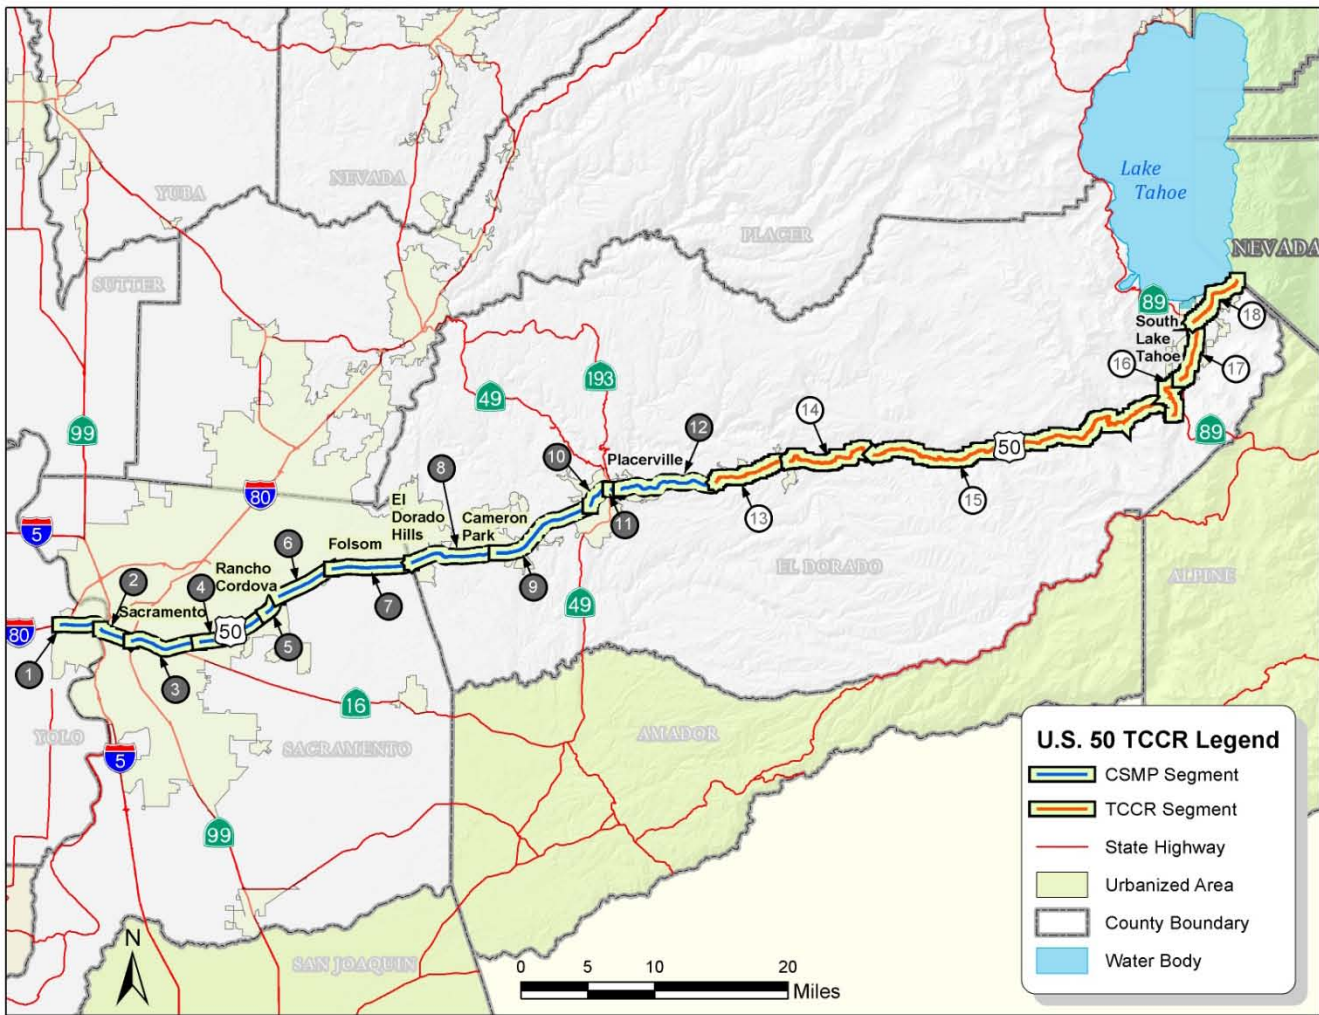 YUBA
NEVADA
Lake
Tahoe
PLACER
NEVADA
SUTTER
89
18
South
Lake
Tahoe
16
17
193
49
99
14
12
50
89
10
Placerville
8
80
El
Dorado
Hills
Cameron
Park
13
15
11
5
6
Folsom
EL DORADO
ALPINE
2
Rancho
Cordova
4
7
9
49
Sacramento
80
50
5
1
3
16
YOLO
SACRAMENTO
AMADOR
5
99
U.S. 50 TCCR Legend
CSMP Segment
TCCR Segment
State Highway
Urbanized Area
County Boundary
Water Body
N
SAN JOAQUIN
0 5 10 20
Miles